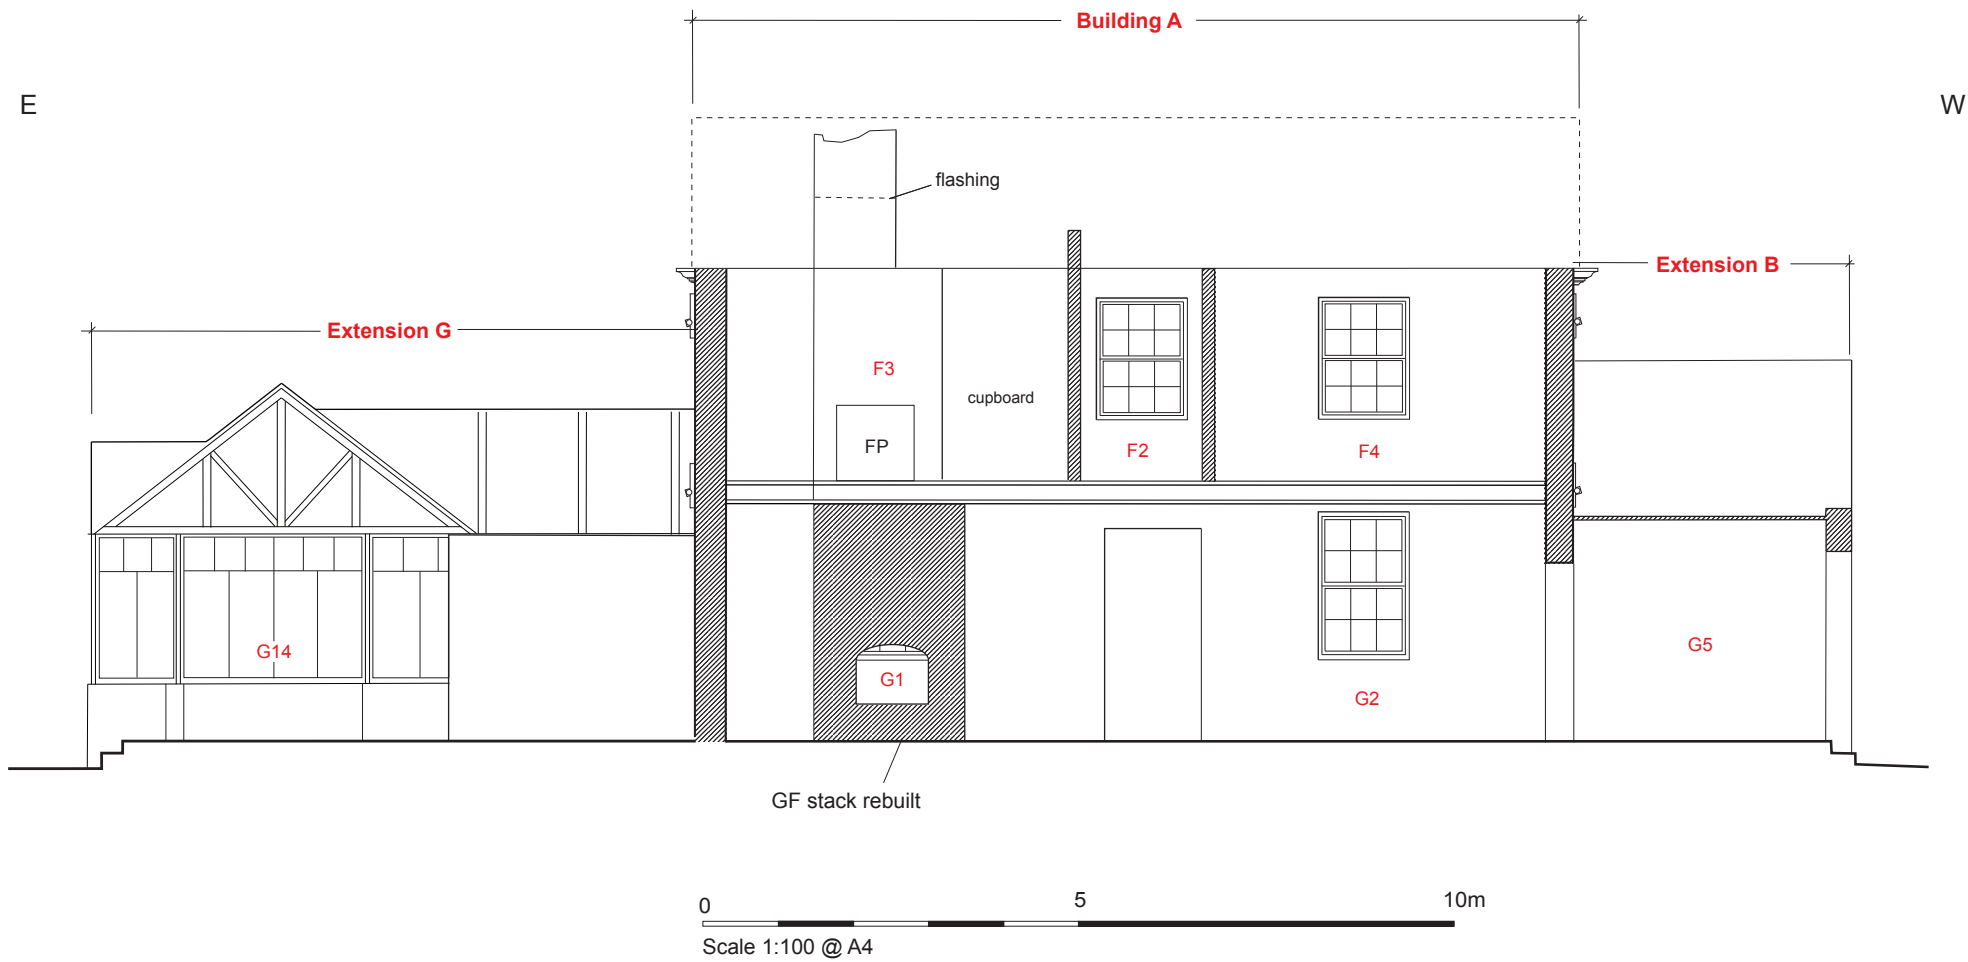 Building A
E
W
flashing
Extension B
Extension G
F3
cupboard
FP
F2
F4
G14
G1
G2
G5
GF stack rebuilt
0 5 10m
Scale 1:100 @ A4